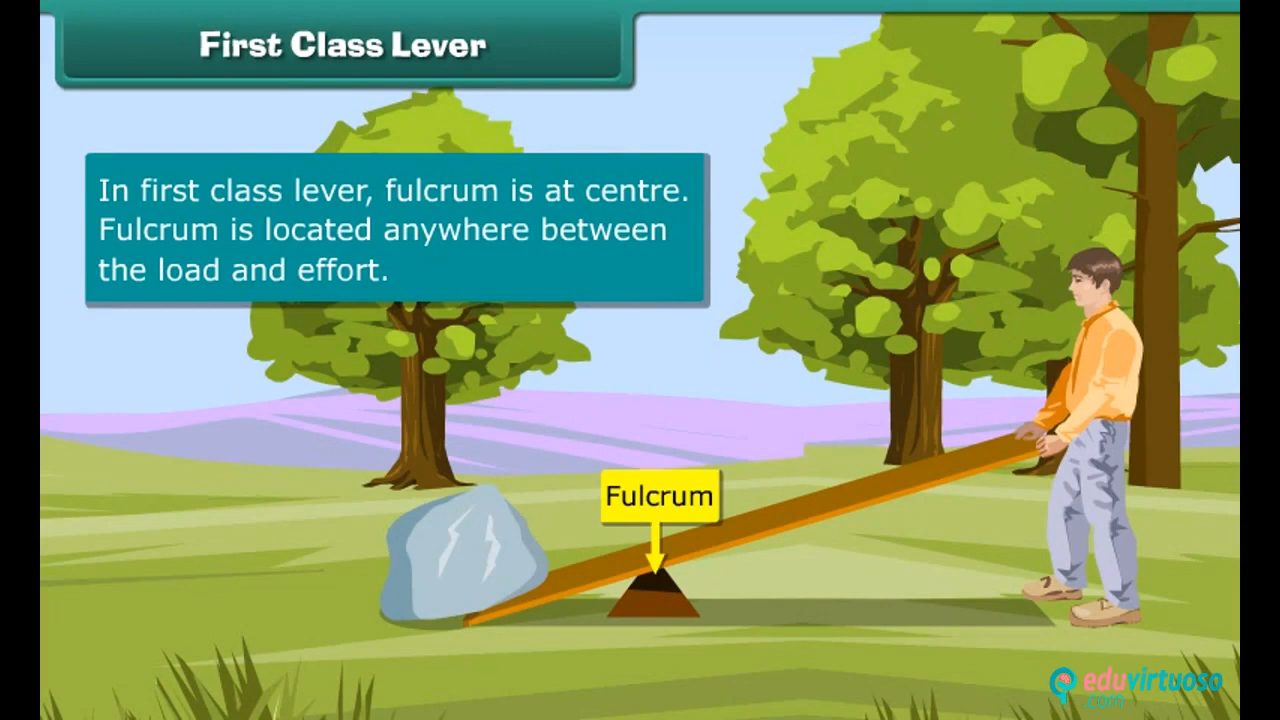 First Class Lever
In first class lever, fulcrum is at centre.
Fulcrum is located anywhere between
the load and effort.
Fulcrum
eduvirtuoso
.com